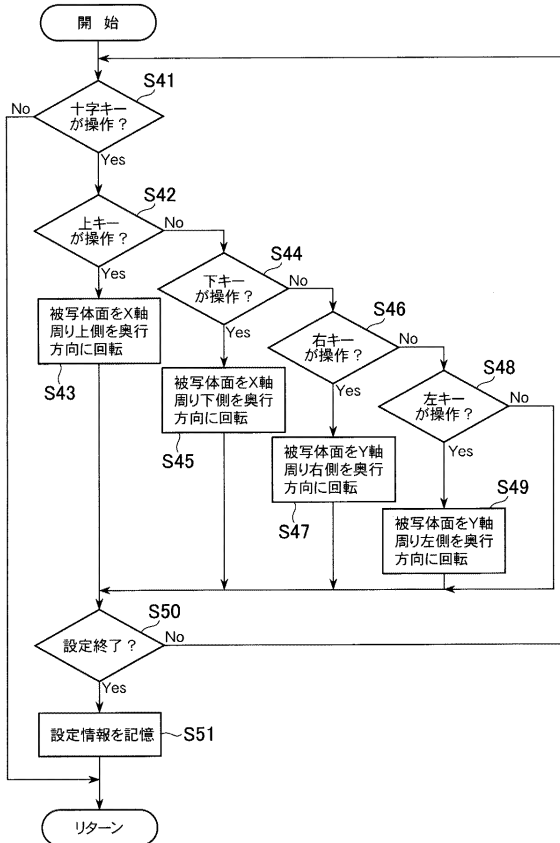 開 始
S41
No
十字キー
が操作？
Yes
S42
上キー
が操作？
No
Yes
S44
下キー
が操作？
No
Yes
S46
右キー
が操作？
No
Yes
S48
左キー
が操作？
No
Yes
被写体面をX軸
周り上側を奥行
方向に回転
S43
被写体面をX軸
周り下側を奥行
方向に回転
S45
被写体面をY軸
周り右側を奥行
方向に回転
S47
S49
被写体面をY軸
周り左側を奥行
方向に回転
S50
設定終了？
No
Yes
設定情報を記憶
S51
リターン